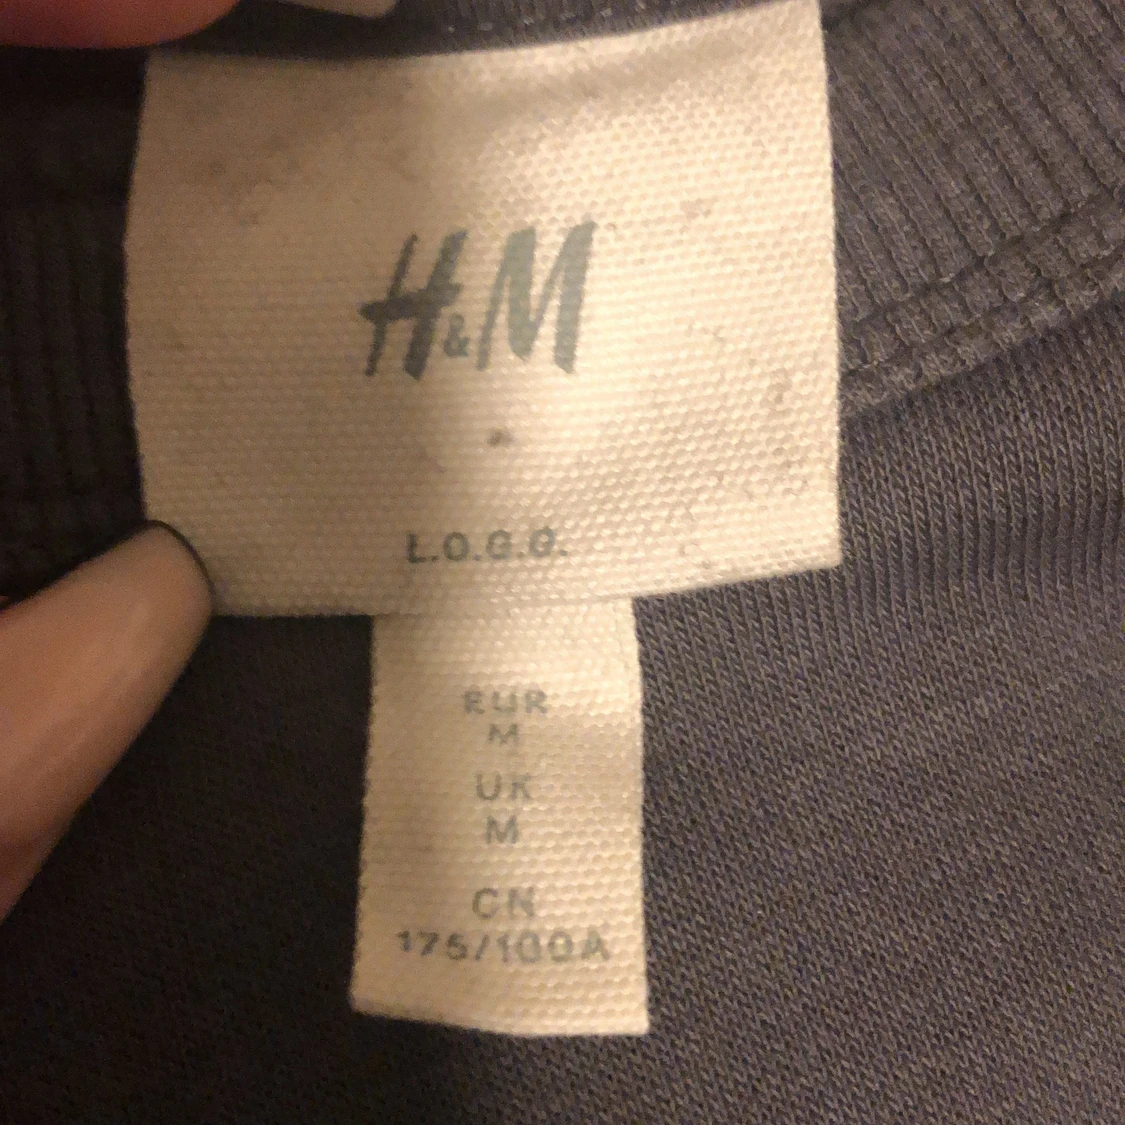 H&M
L.O.G.G.
EUR
M
UK
M
CN
175/100A